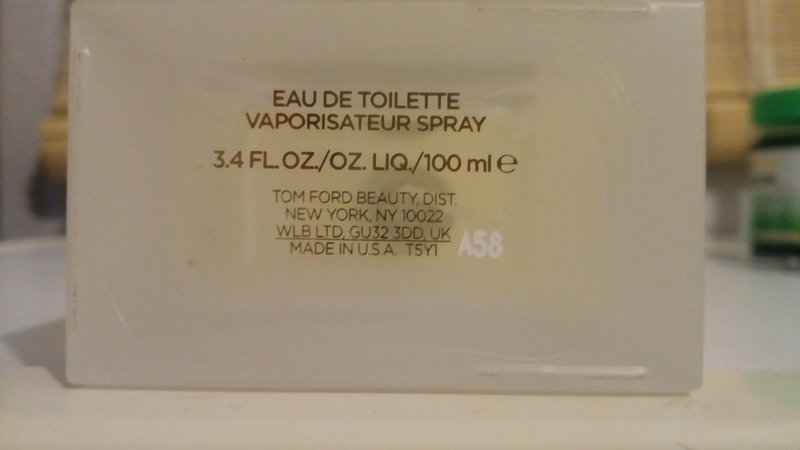 EAU DE TOILETTE
VAPORISATEUR SPRAY
3.4 FL.OZ./OZ. LIQ./100 ml ℮
TOM FORD BEAUTY, DIST.
NEW YORK, NY 10022
WLB LTD, GU32 3DD, UK
MADE IN U.S.A. T5Y1 A58